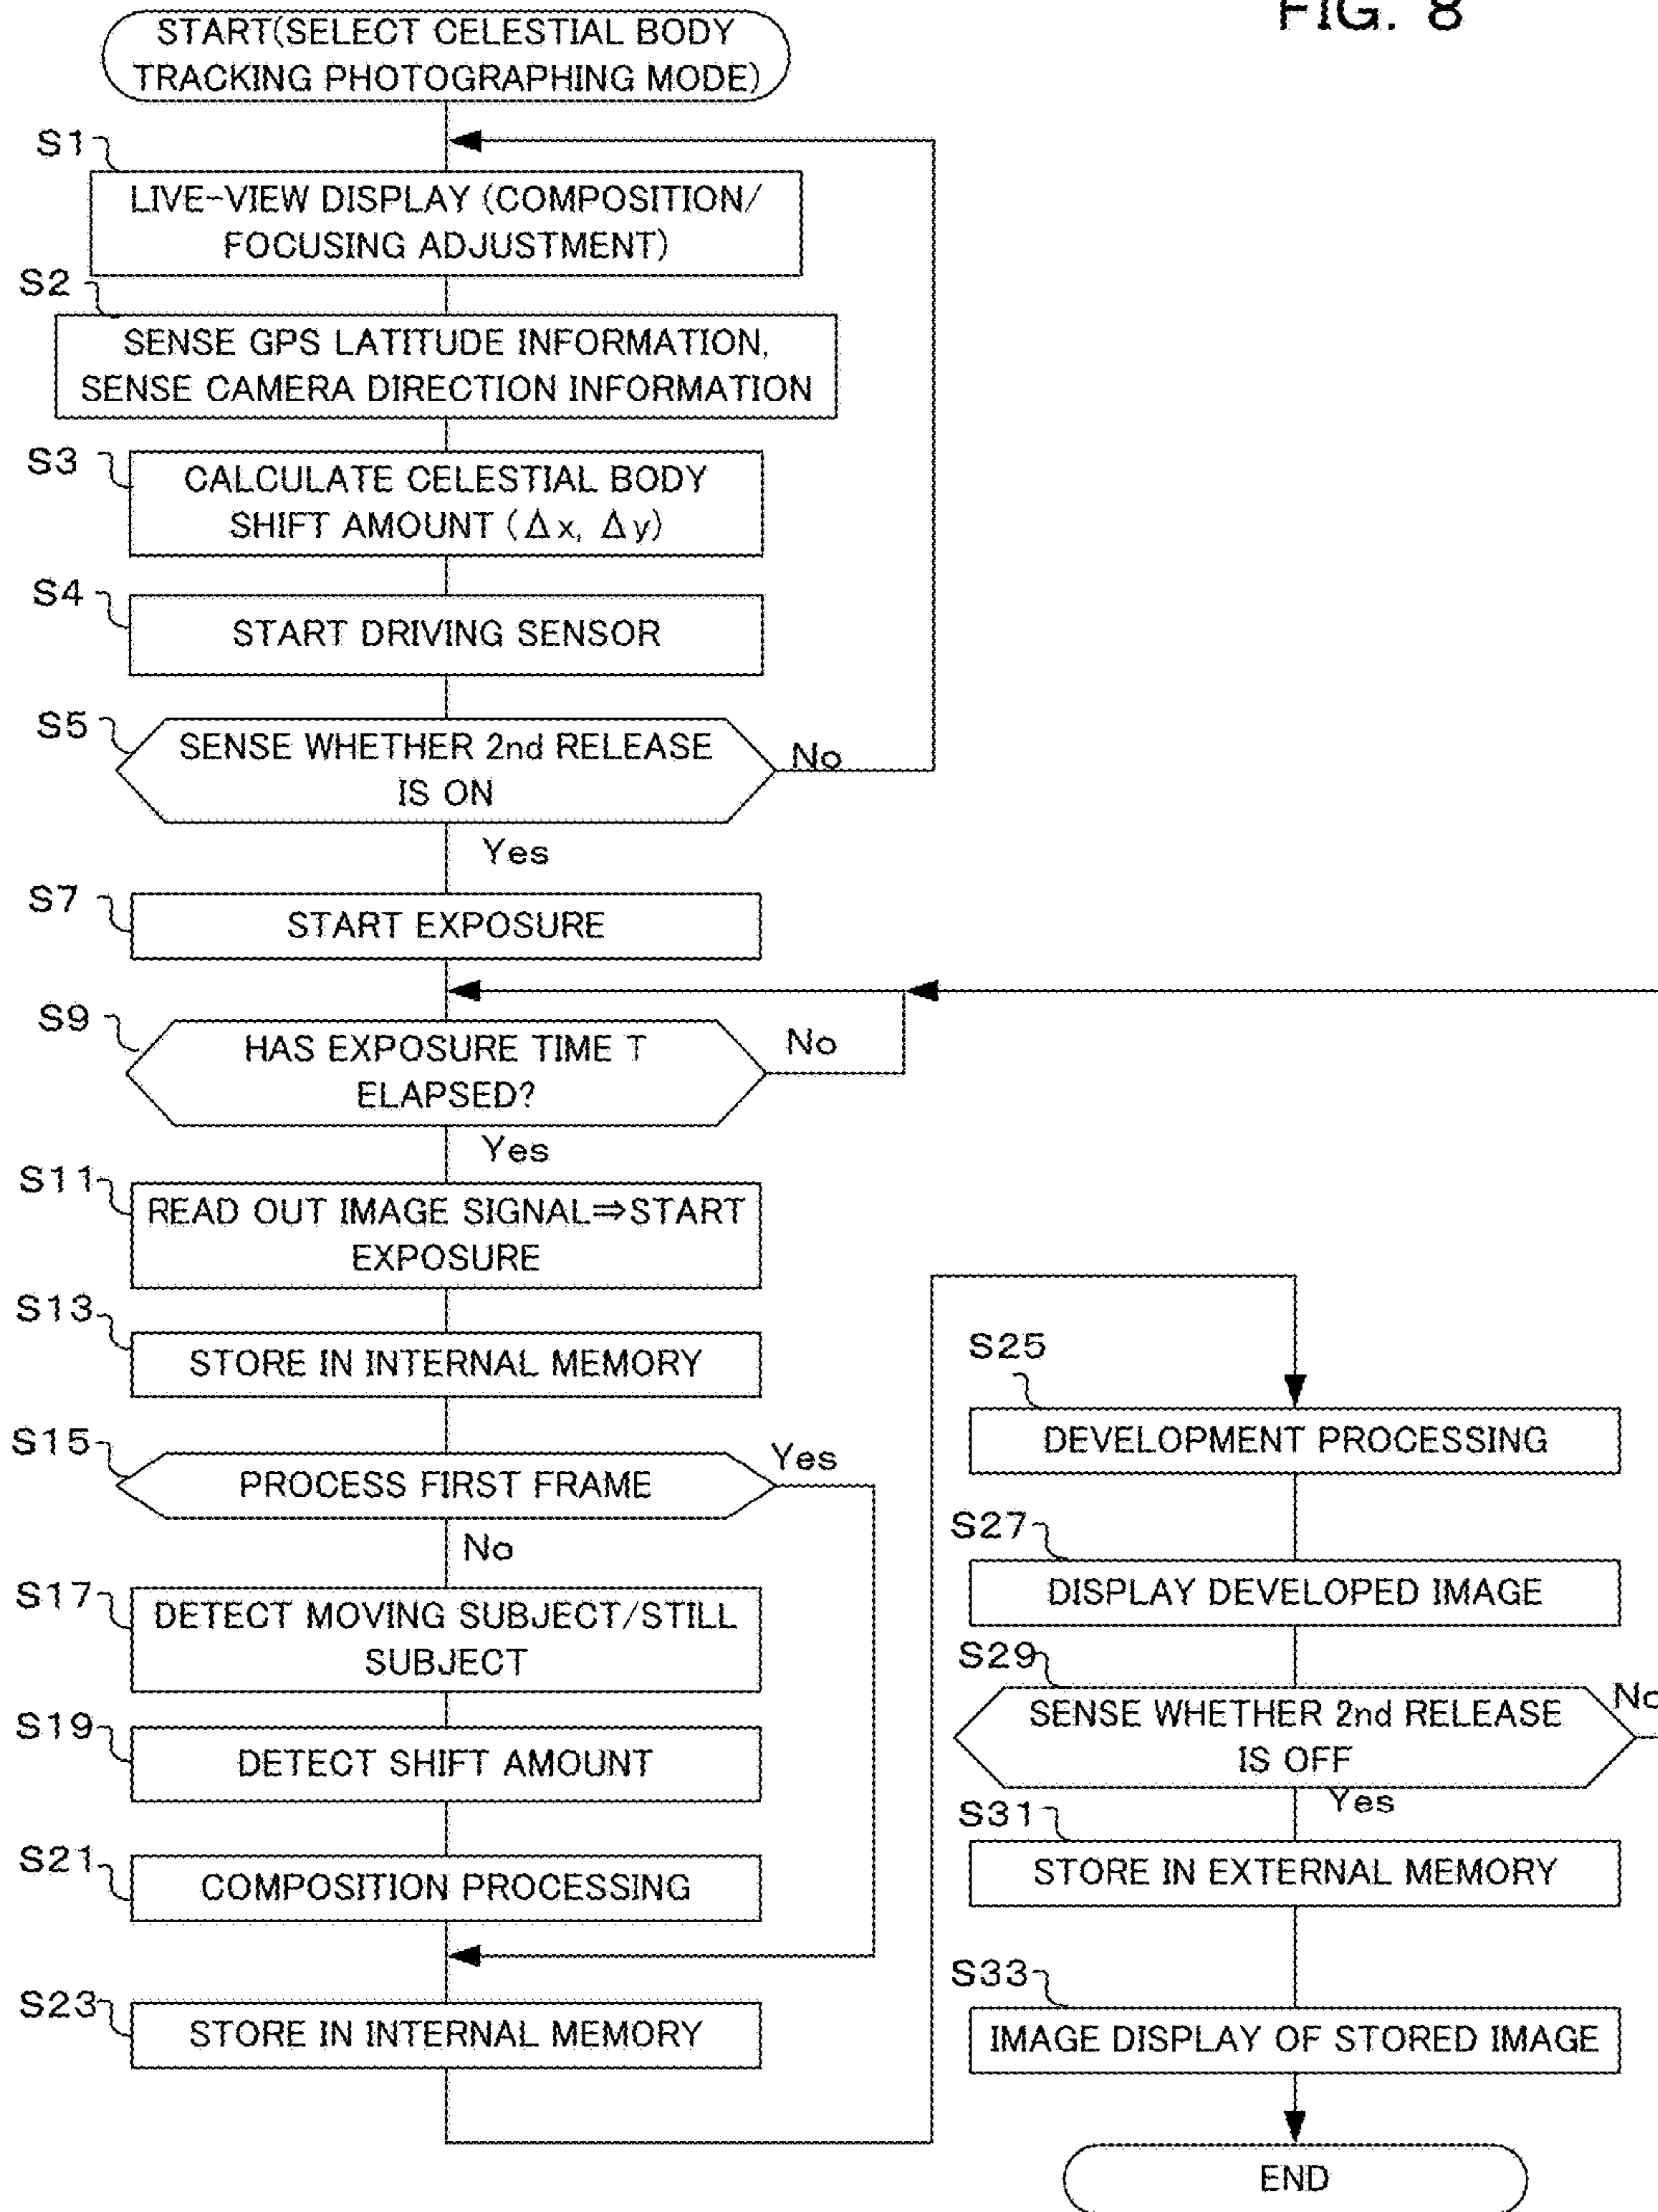 FIG. 8
START(SELECT CELESTIAL BODY
TRACKING PHOTOGRAPHING MODE)
S1
LIVE-VIEW DISPLAY (COMPOSITION/
FOCUSING ADJUSTMENT)
S2
SENSE GPS LATITUDE INFORMATION,
SENSE CAMERA DIRECTION INFORMATION
S3
CALCULATE CELESTIAL BODY
SHIFT AMOUNT (Δx, Δy)
S4
START DRIVING SENSOR
S5
SENSE WHETHER 2nd RELEASE
IS ON
No
Yes
S7
START EXPOSURE
S9
HAS EXPOSURE TIME T
ELAPSED?
No
Yes
S11
READ OUT IMAGE SIGNAL⇒START
EXPOSURE
S13
STORE IN INTERNAL MEMORY
S15
PROCESS FIRST FRAME
Yes
No
S17
DETECT MOVING SUBJECT/STILL
SUBJECT
S19
DETECT SHIFT AMOUNT
S21
COMPOSITION PROCESSING
S23
STORE IN INTERNAL MEMORY
S25
DEVELOPMENT PROCESSING
S27
DISPLAY DEVELOPED IMAGE
S29
SENSE WHETHER 2nd RELEASE
IS OFF
No
Yes
S31
STORE IN EXTERNAL MEMORY
S33
IMAGE DISPLAY OF STORED IMAGE
END